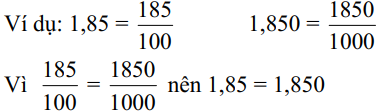 Ví dụ: 1,85 = 185/100 1,850 = 1850/1000
Vì 185/100 = 1850/1000 nên 1,85 = 1,850